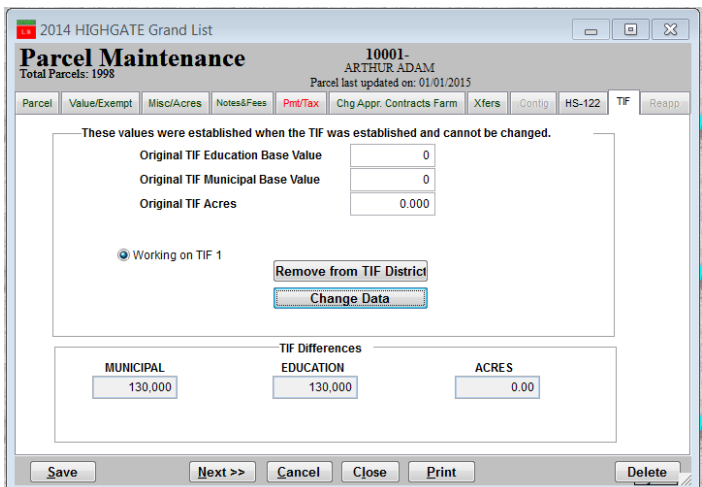 2014 HIGHGATE Grand List
Parcel Maintenance
Total Parcels: 1998
10001-
ARTHUR ADAM
Parcel last updated on: 01/01/2015
Parcel Value/Exempt Misc/Acres Notes&Fees Pmt/Tax Chg Appr. Contracts Farm Xfers Contig HS-122 TIF Reapp
These values were established when the TIF was established and cannot be changed.
Original TIF Education Base Value 0
Original TIF Municipal Base Value 0
Original TIF Acres 0.000
Working on TIF 1
Remove from TIF District
Change Data
TIF Differences
MUNICIPAL EDUCATION ACRES
130,000 130,000 0.00
Save Next >> Cancel Close Print Delete